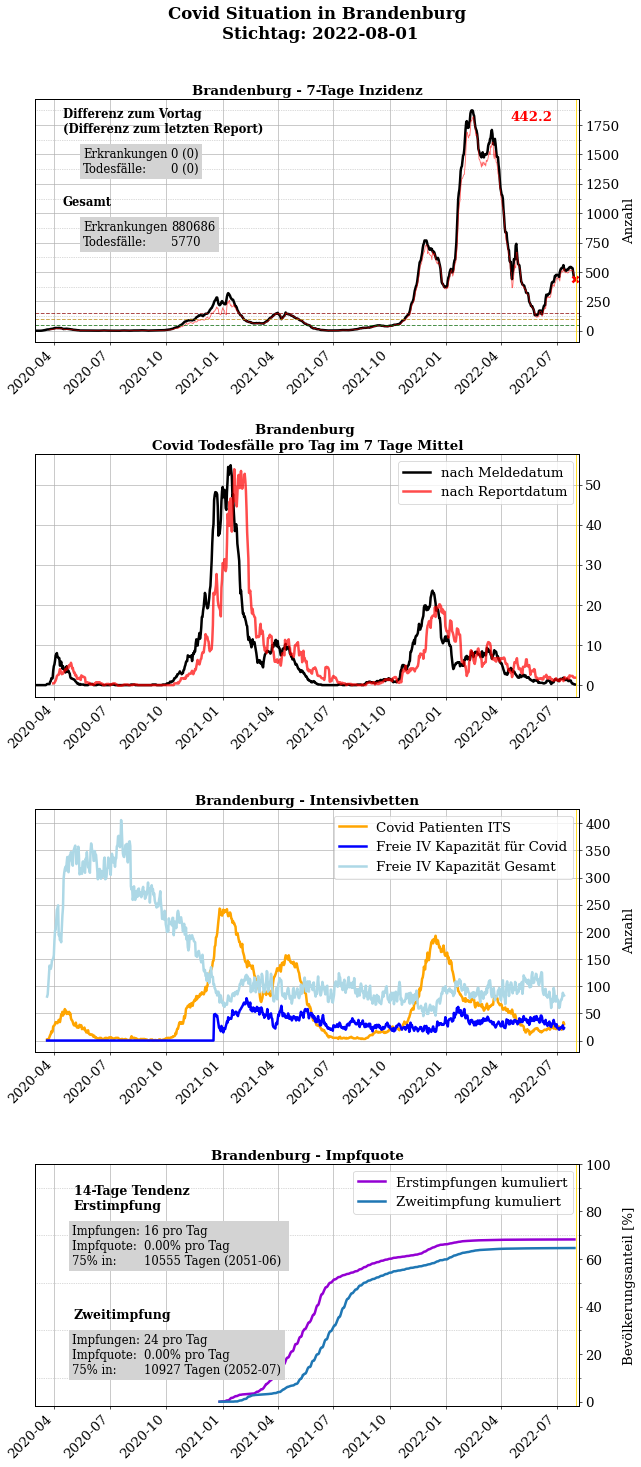 Covid Situation in Brandenburg
Stichtag: 2022-08-01
Brandenburg - 7-Tage Inzidenz
Differenz zum Vortag
(Differenz zum letzten Report)
Erkrankungen 0 (0)
Todesfälle: 0 (0)
Gesamt
Erkrankungen 880686
Todesfälle: 5770
442.2
1750
1500
1250
1000
750
500
250
0
Anzahl
2020-04 2020-07 2020-10 2021-01 2021-04 2021-07 2021-10 2022-01 2022-04 2022-07
Brandenburg
Covid Todesfälle pro Tag im 7 Tage Mittel
nach Meldedatum
nach Reportdatum
50
40
30
20
10
0
2020-04 2020-07 2020-10 2021-01 2021-04 2021-07 2021-10 2022-01 2022-04 2022-07
Brandenburg - Intensivbetten
Covid Patienten ITS
Freie IV Kapazität für Covid
Freie IV Kapazität Gesamt
400
350
300
250
200
150
100
50
0
Anzahl
2020-04 2020-07 2020-10 2021-01 2021-04 2021-07 2021-10 2022-01 2022-04 2022-07
Brandenburg - Impfquote
14-Tage Tendenz
Erstimpfung
Impfungen: 16 pro Tag
Impfquote: 0.00% pro Tag
75% in: 10555 Tagen (2051-06)
Zweitimpfung
Impfungen: 24 pro Tag
Impfquote: 0.00% pro Tag
75% in: 10927 Tagen (2052-07)
Erstimpfungen kumuliert
Zweitimpfung kumuliert
100
80
60
40
20
0
Bevölkerungsanteil [%]
2020-04 2020-07 2020-10 2021-01 2021-04 2021-07 2021-10 2022-01 2022-04 2022-07